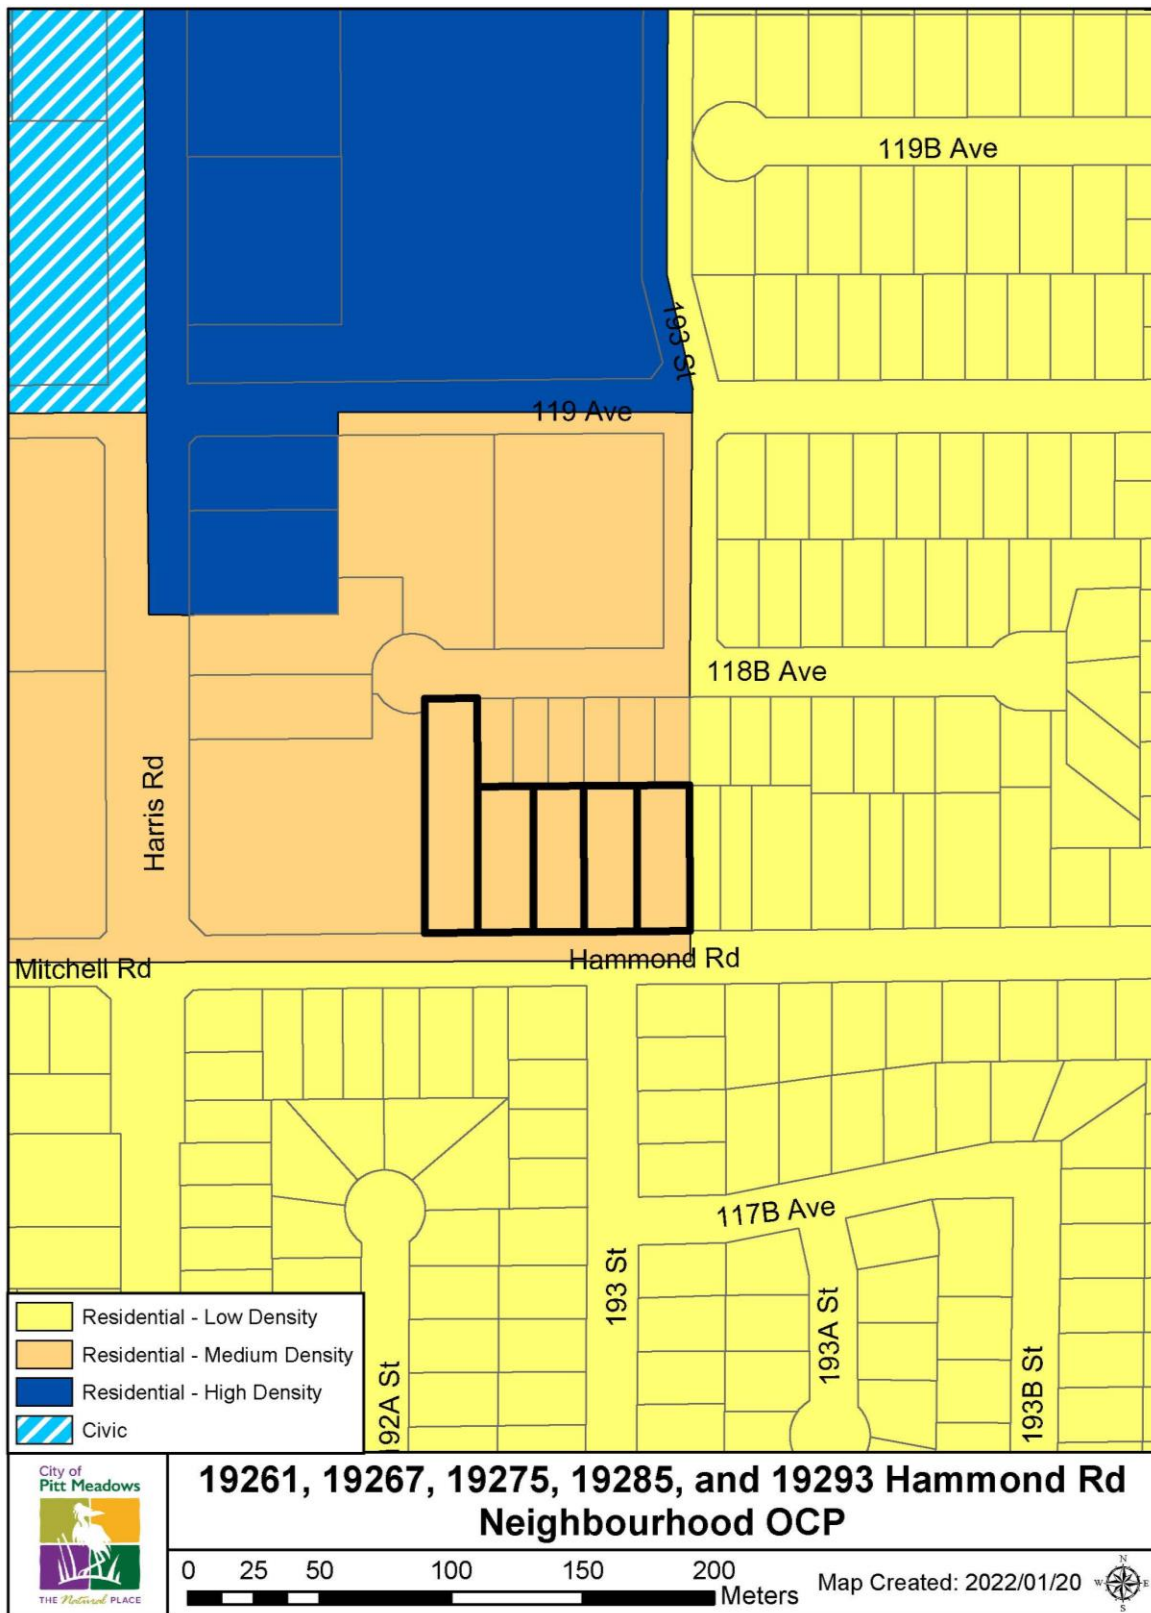 119B Ave
193 St
119 Ave
118B Ave
Harris Rd
Mitchell Rd
Hammond Rd
117B Ave
193 St
193A St
193B St
192A St
Residential - Low Density
Residential - Medium Density
Residential - High Density
Civic
City of
Pitt Meadows
THE Natural PLACE
19261, 19267, 19275, 19285, and 19293 Hammond Rd
Neighbourhood OCP
0 25 50 100 150 200
Meters
Map Created: 2022/01/20
N
W E
S